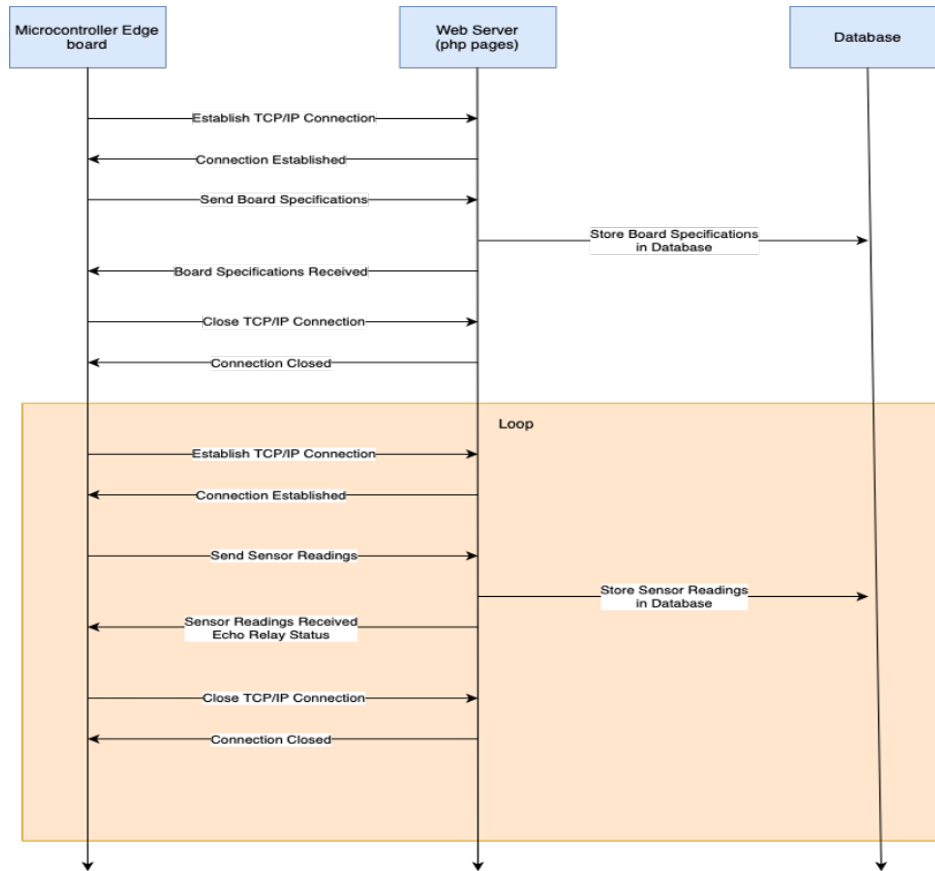 Microcontroller Edge
board
Web Server
(php pages)
Database
Establish TCP/IP Connection
Connection Established
Send Board Specifications
Store Board Specifications
in Database
Board Specifications Received
Close TCP/IP Connection
Connection Closed
Loop
Establish TCP/IP Connection
Connection Established
Send Sensor Readings
Store Sensor Readings
in Database
Sensor Readings Received
Echo Relay Status
Close TCP/IP Connection
Connection Closed